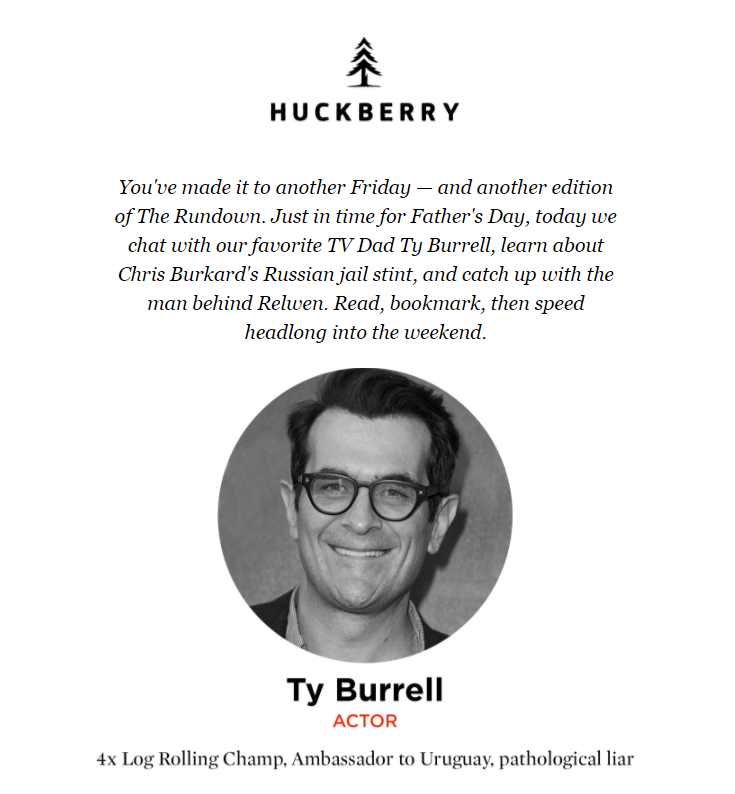 HUCKBERRY
You've made it to another Friday — and another edition
of The Rundown. Just in time for Father's Day, today we
chat with our favorite TV Dad Ty Burrell, learn about
Chris Burkard's Russian jail stint, and catch up with the
man behind Relwen. Read, bookmark, then speed
headlong into the weekend.
Ty Burrell
ACTOR
4x Log Rolling Champ, Ambassador to Uruguay, pathological liar